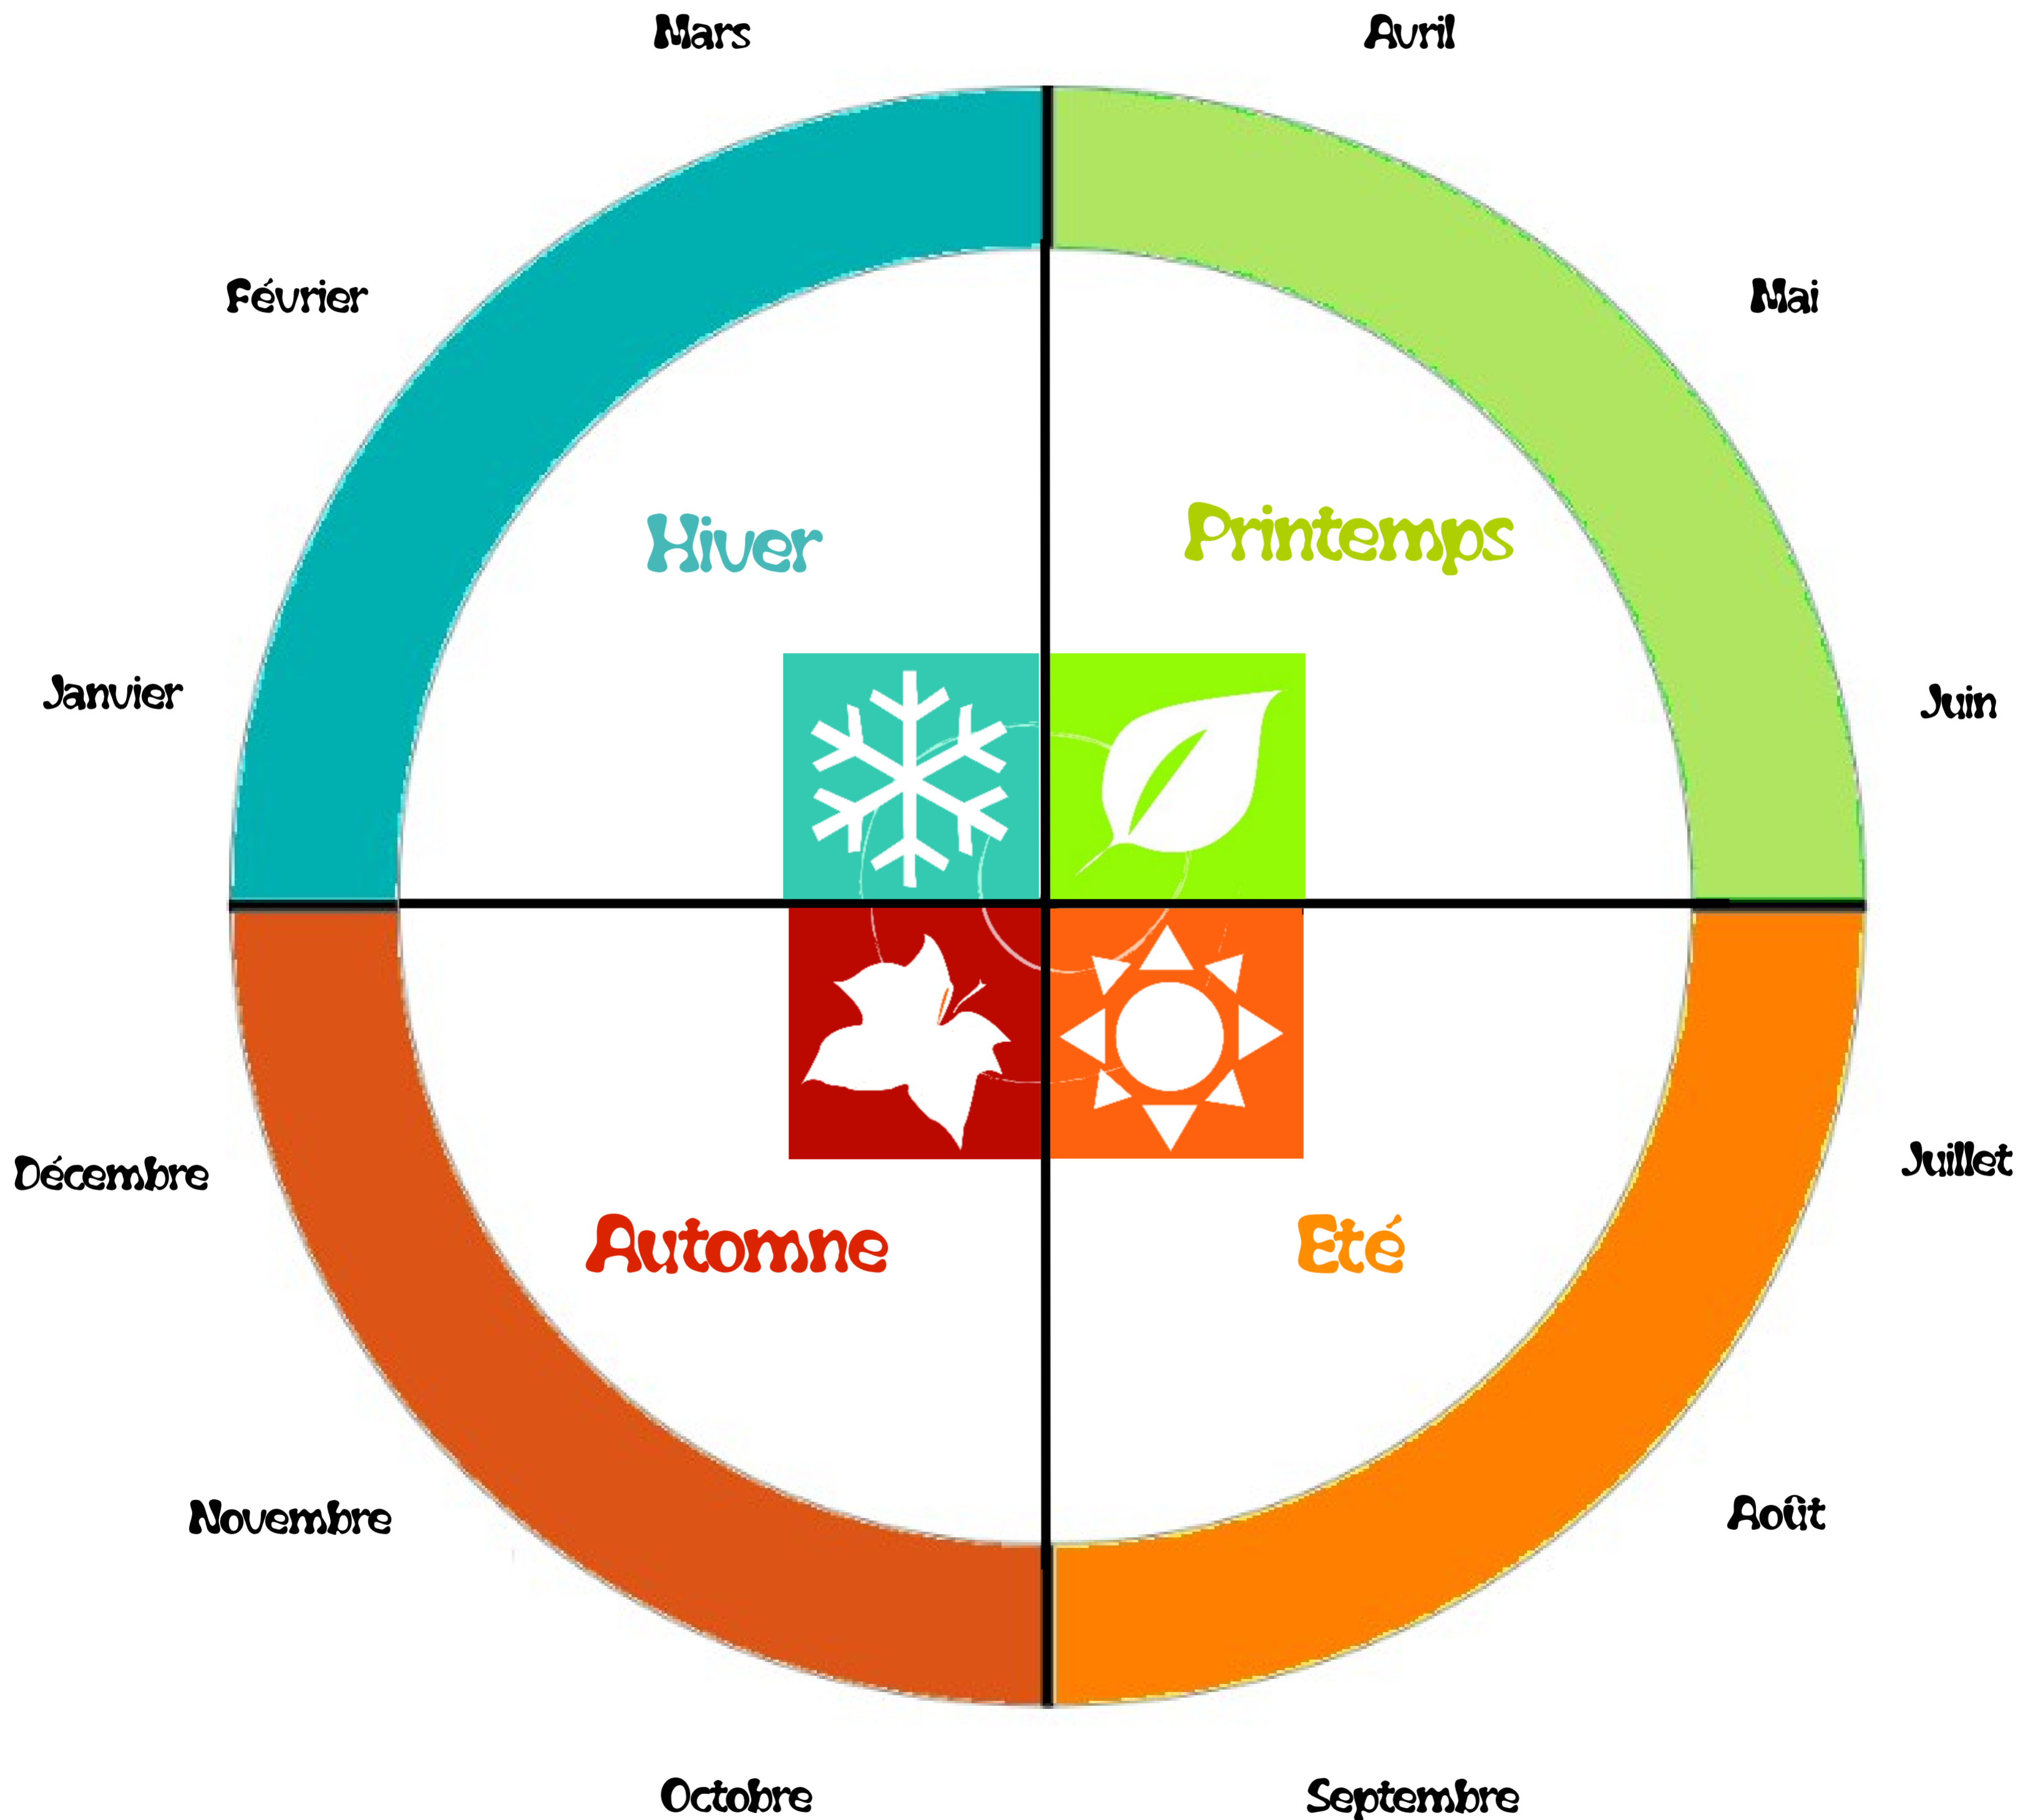 Mars
Avril
Février
Mai
Hiver
Printemps
Janvier
Juin
Décembre
Juillet
Automne
Eté
Novembre
Août
Octobre
Septembre